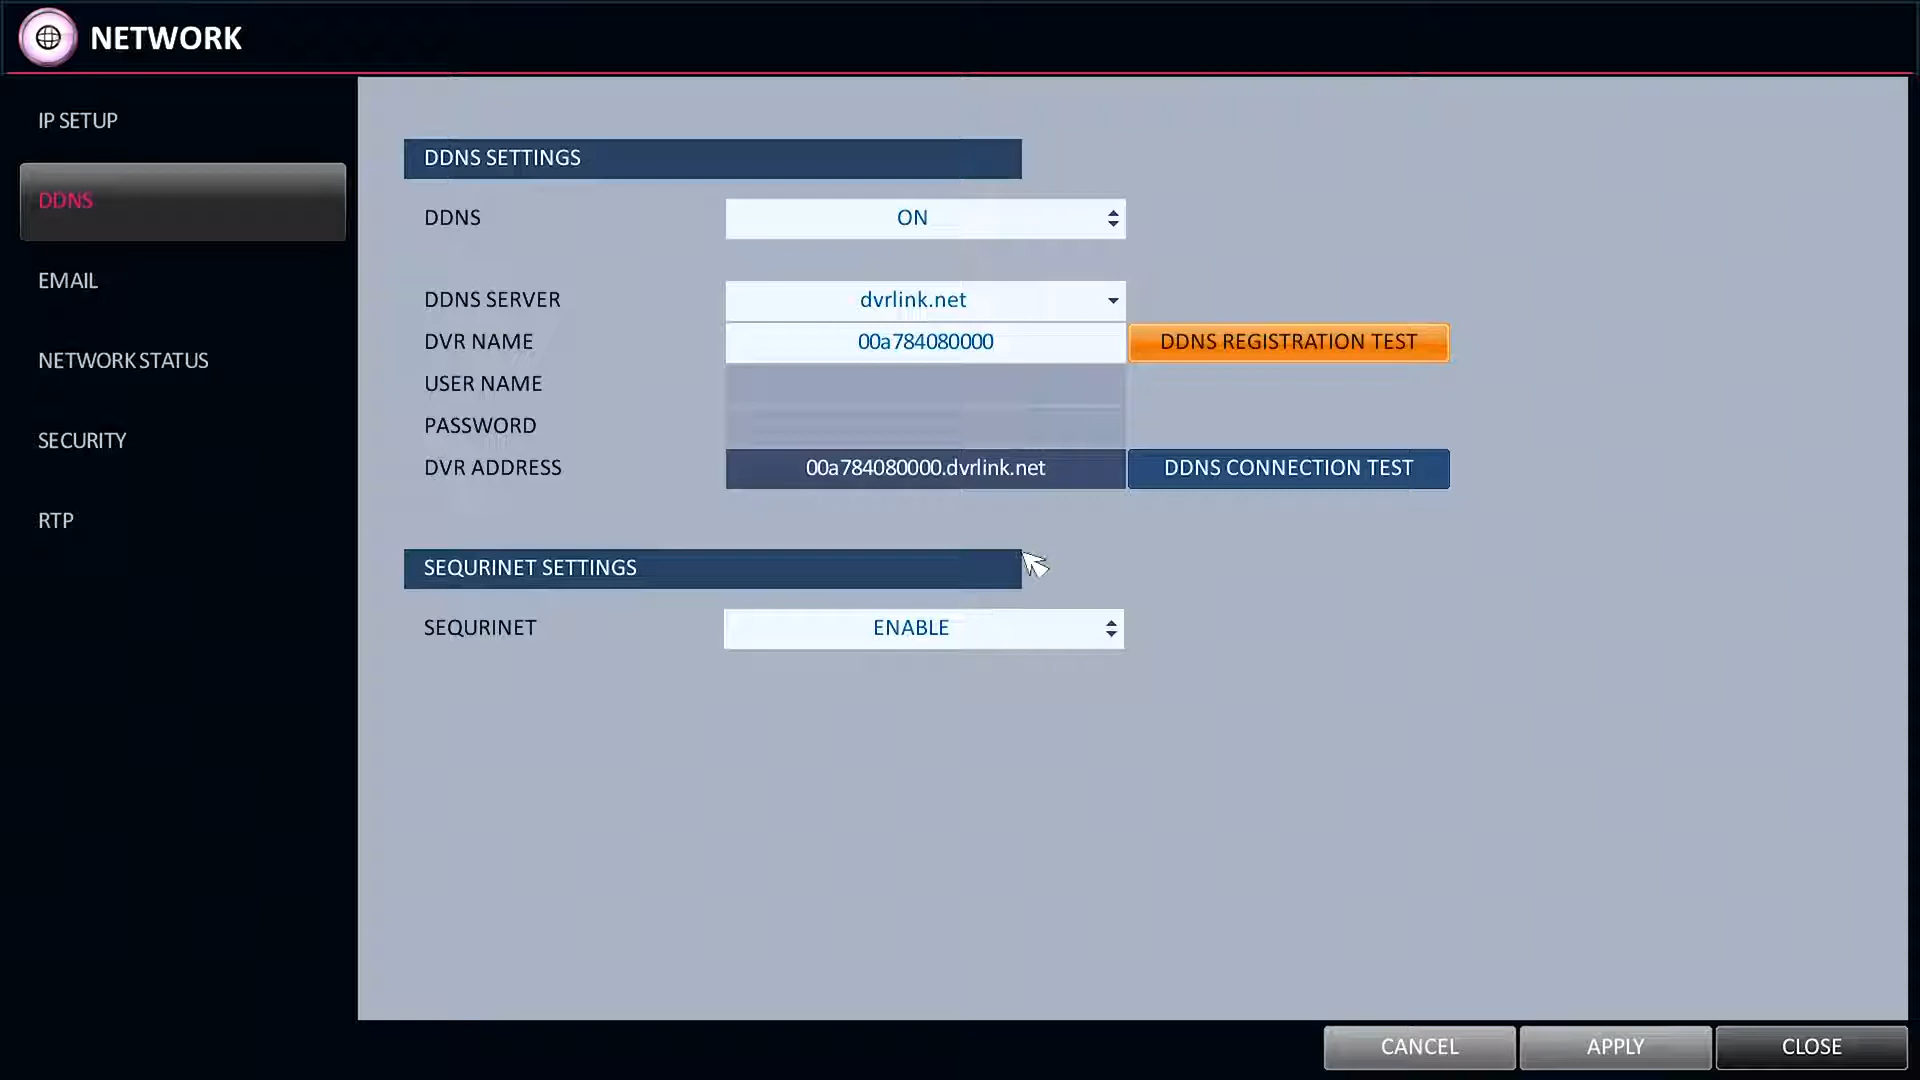 NETWORK
IP SETUP
DDNS
EMAIL
NETWORK STATUS
SECURITY
RTP
DDNS SETTINGS
DDNS ON
DDNS SERVER dvrlink.net
DVR NAME 00a784080000 DDNS REGISTRATION TEST
USER NAME
PASSWORD
DVR ADDRESS 00a784080000.dvrlink.net DDNS CONNECTION TEST
SEQURINET SETTINGS
SEQURINET ENABLE
CANCEL APPLY CLOSE